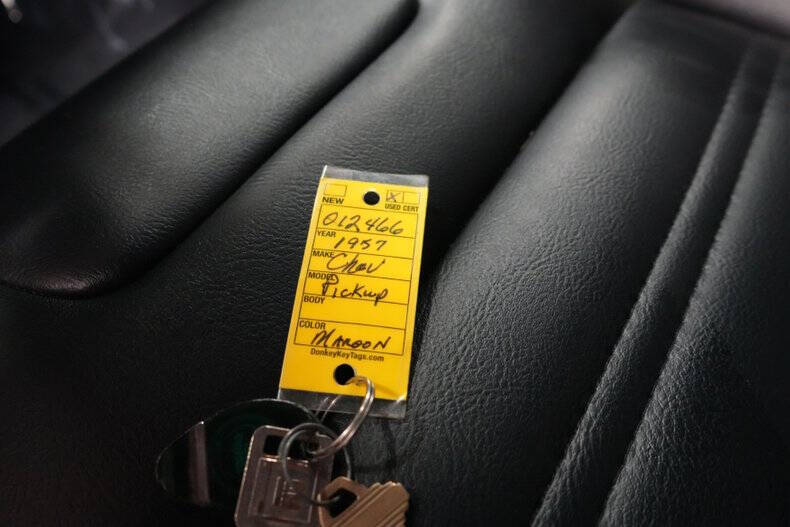 NEW X USED CERT
012466
YEAR 1957
MAKE Chev
MODEL Pickup
BODY
COLOR MAROON
DonkeyKeyTags.com